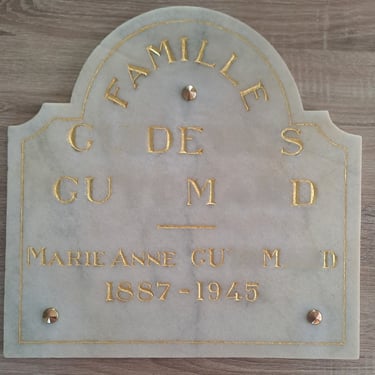 FAMILLE
G DE S
GU M D
MARIE ANNE GU M D
1887-1945